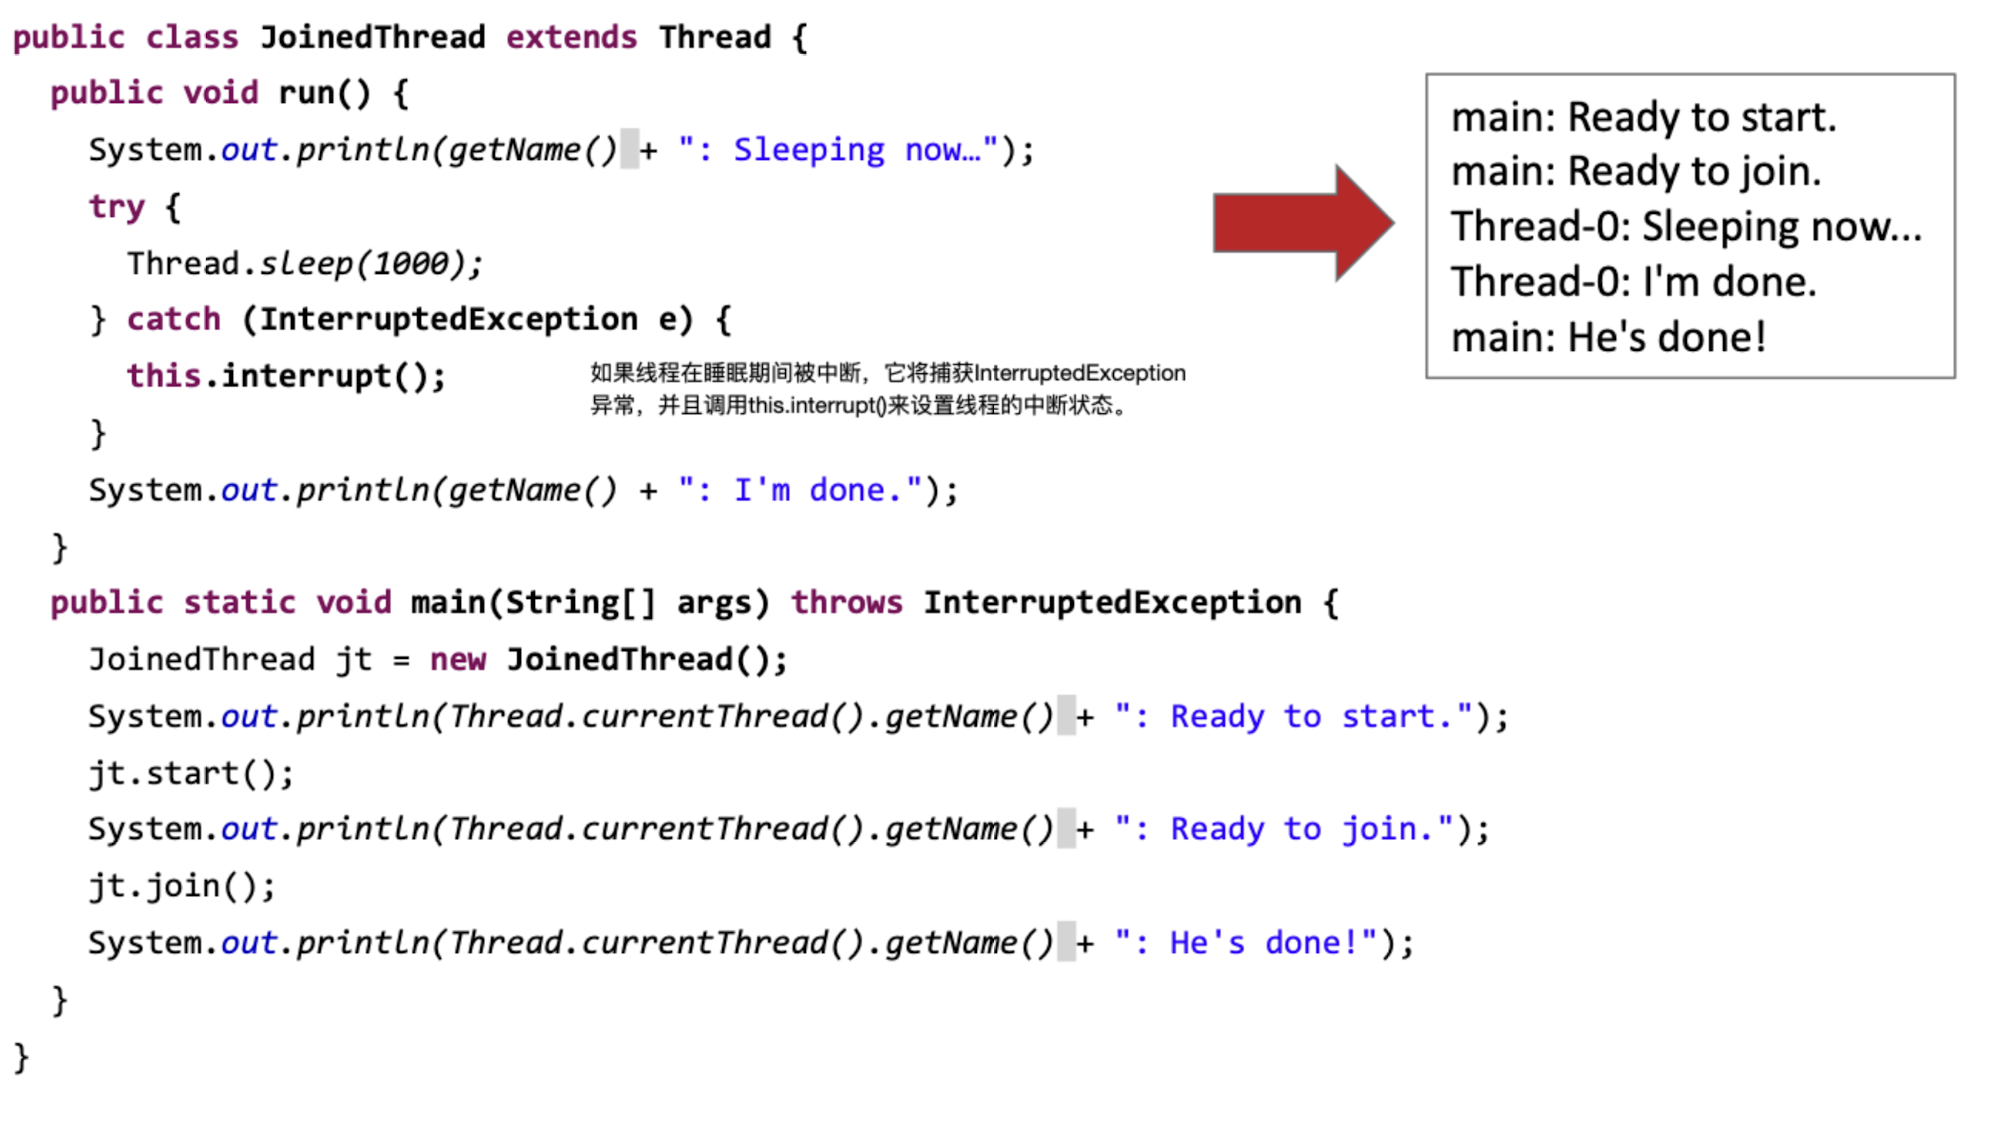 public class JoinedThread extends Thread {
public void run() {
System.out.println(getName() + ": Sleeping now…");
try {
Thread.sleep(1000);
} catch (InterruptedException e) {
this.interrupt();
如果线程在睡眠期间被中断，它将捕获InterruptedException
异常，并且调用this.interrupt()来设置线程的中断状态。
}
System.out.println(getName() + ": I'm done.");
}
public static void main(String[] args) throws InterruptedException {
JoinedThread jt = new JoinedThread();
System.out.println(Thread.currentThread().getName() + ": Ready to start.");
jt.start();
System.out.println(Thread.currentThread().getName() + ": Ready to join.");
jt.join();
System.out.println(Thread.currentThread().getName() + ": He's done!");
}
}
main: Ready to start.
main: Ready to join.
Thread-0: Sleeping now...
Thread-0: I'm done.
main: He's done!